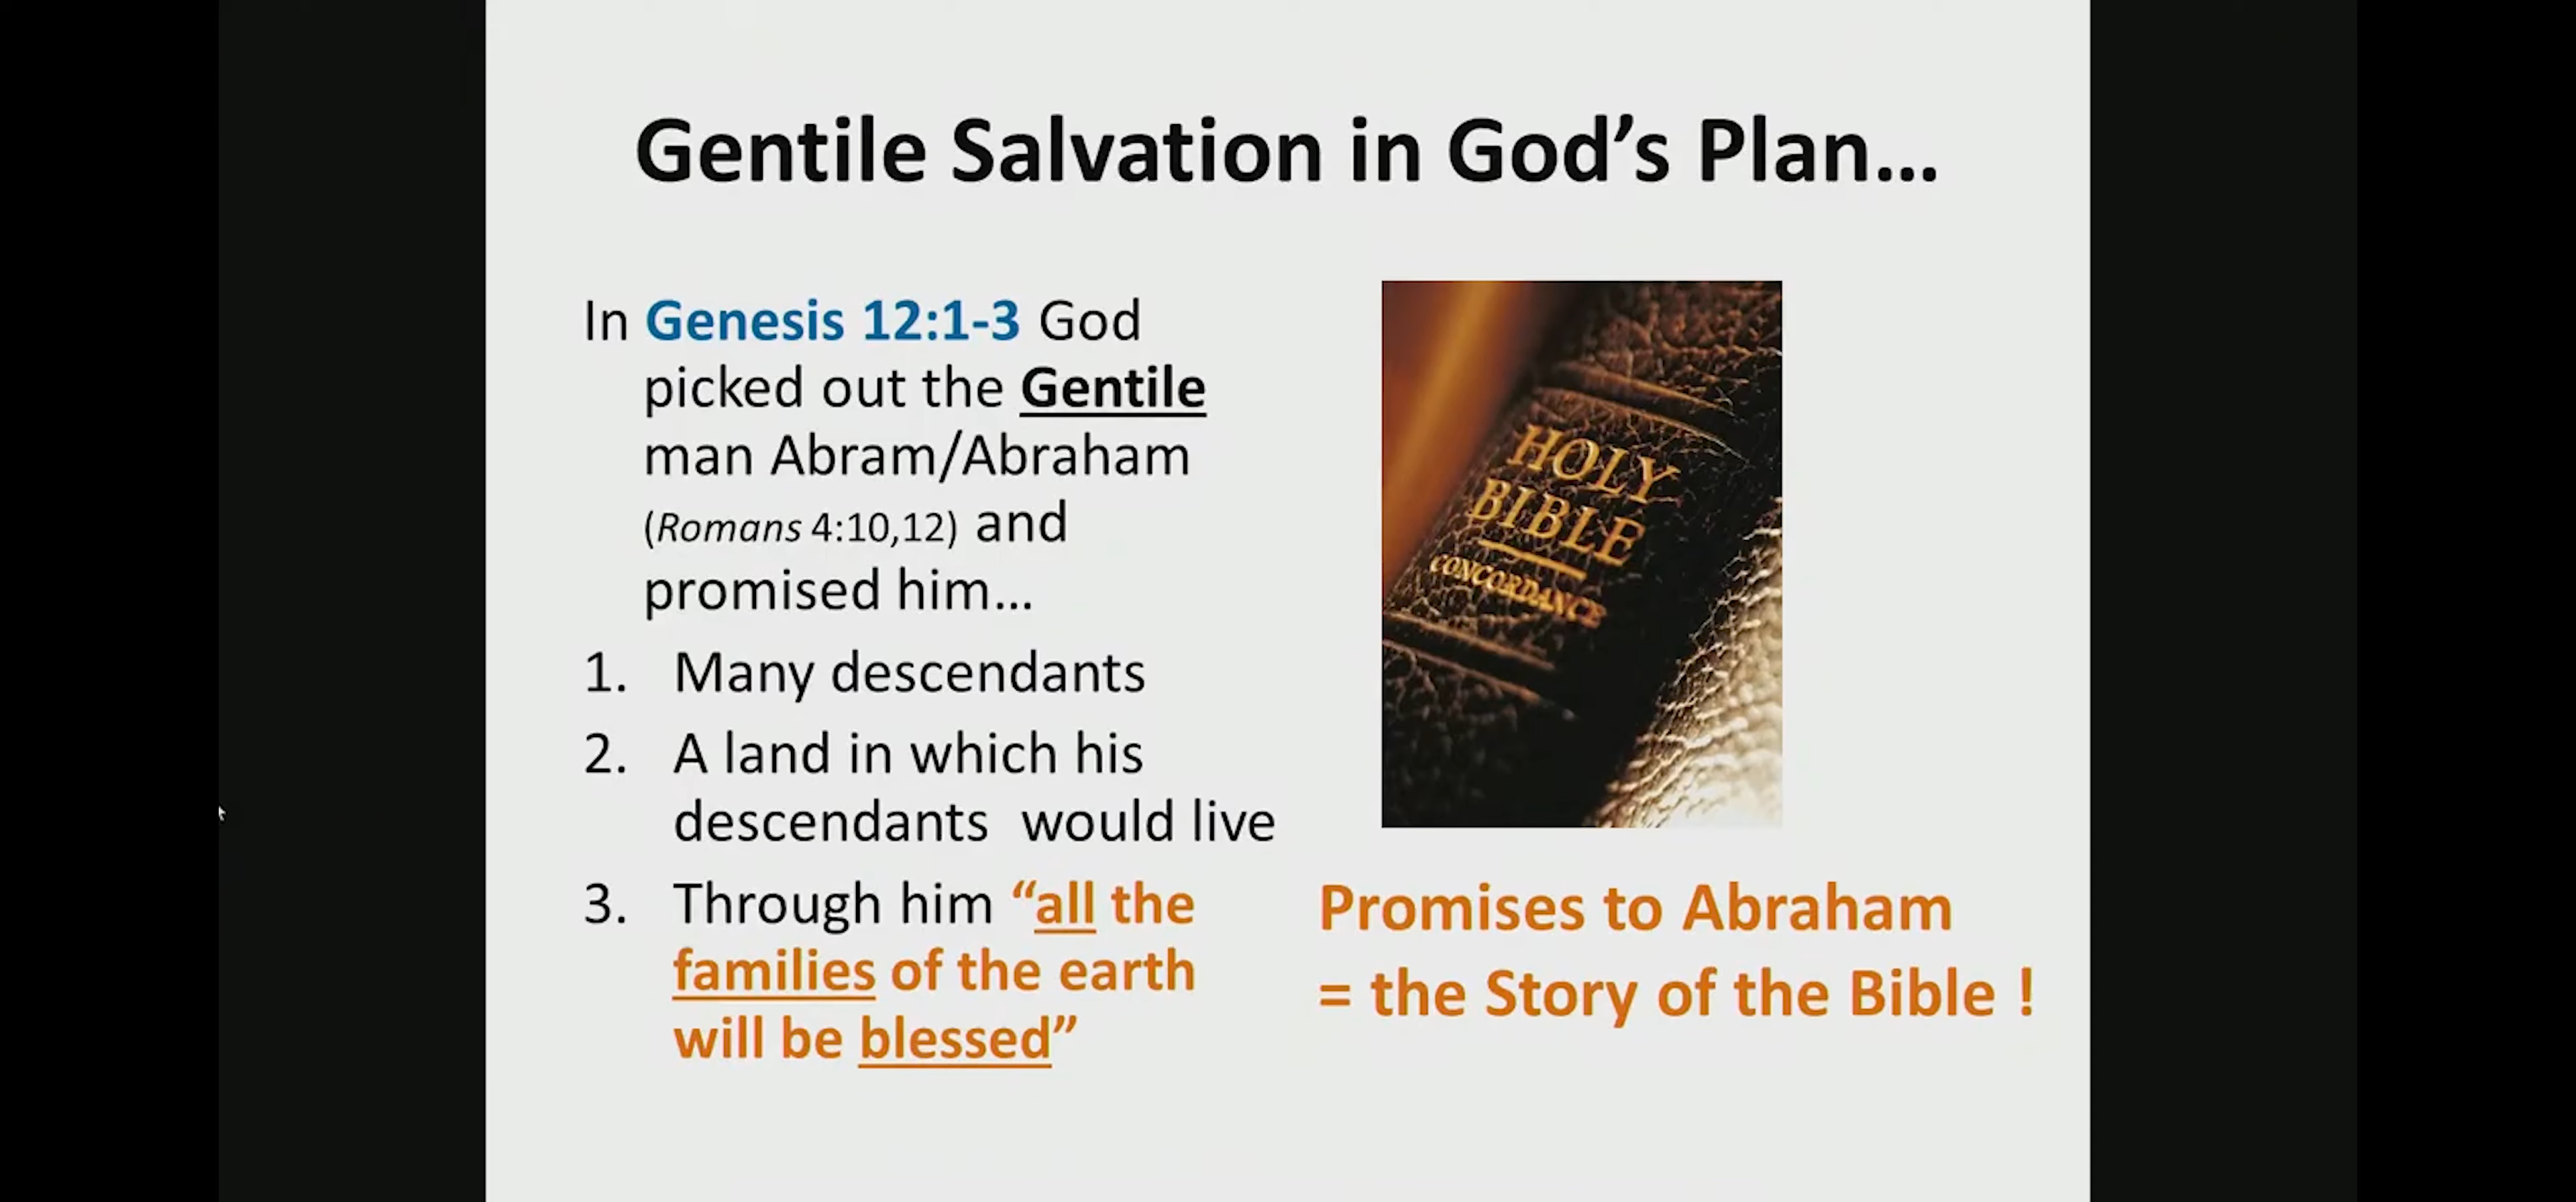 Gentile Salvation in God's Plan...
In Genesis 12:1-3 God
picked out the Gentile
man Abram/Abraham
(Romans 4:10,12) and
promised him...
1. Many descendants
2. A land in which his
descendants would live
3. Through him “all the
families of the earth
will be blessed”
HOLY
BIBLE
CONCORDANCE
Promises to Abraham
= the Story of the Bible !